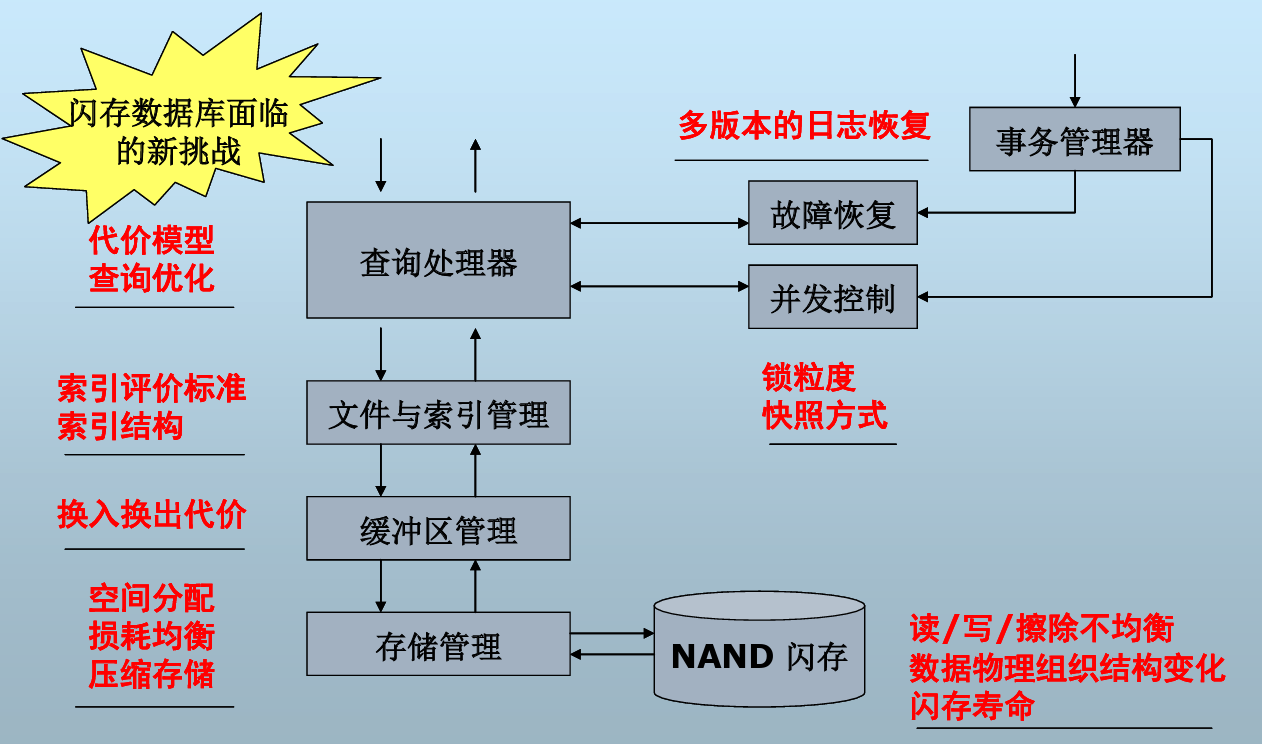 闪存数据库面临
的新挑战
多版本的日志恢复
事务管理器
故障恢复
代价模型
查询优化
查询处理器
并发控制
索引评价标准
索引结构
文件与索引管理
锁粒度
快照方式
换入换出代价
缓冲区管理
空间分配
损耗均衡
压缩存储
存储管理
NAND 闪存
读/写/擦除不均衡
数据物理组织结构变化
闪存寿命